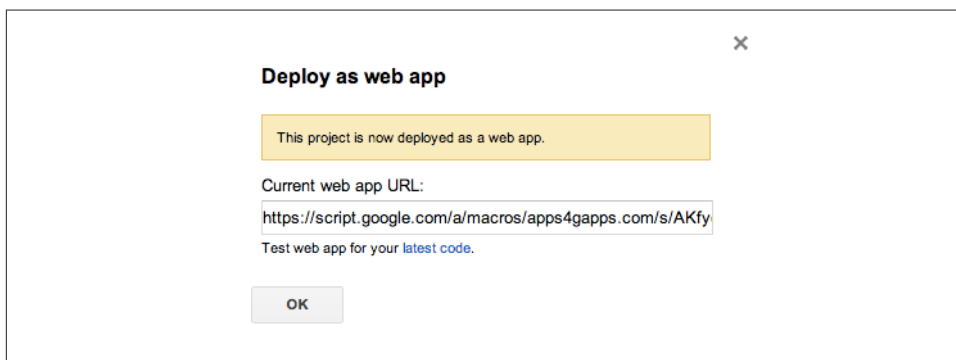 Deploy as web app
This project is now deployed as a web app.
Current web app URL:
https://script.google.com/a/macros/apps4gapps.com/s/AKfy
Test web app for your latest code.
OK